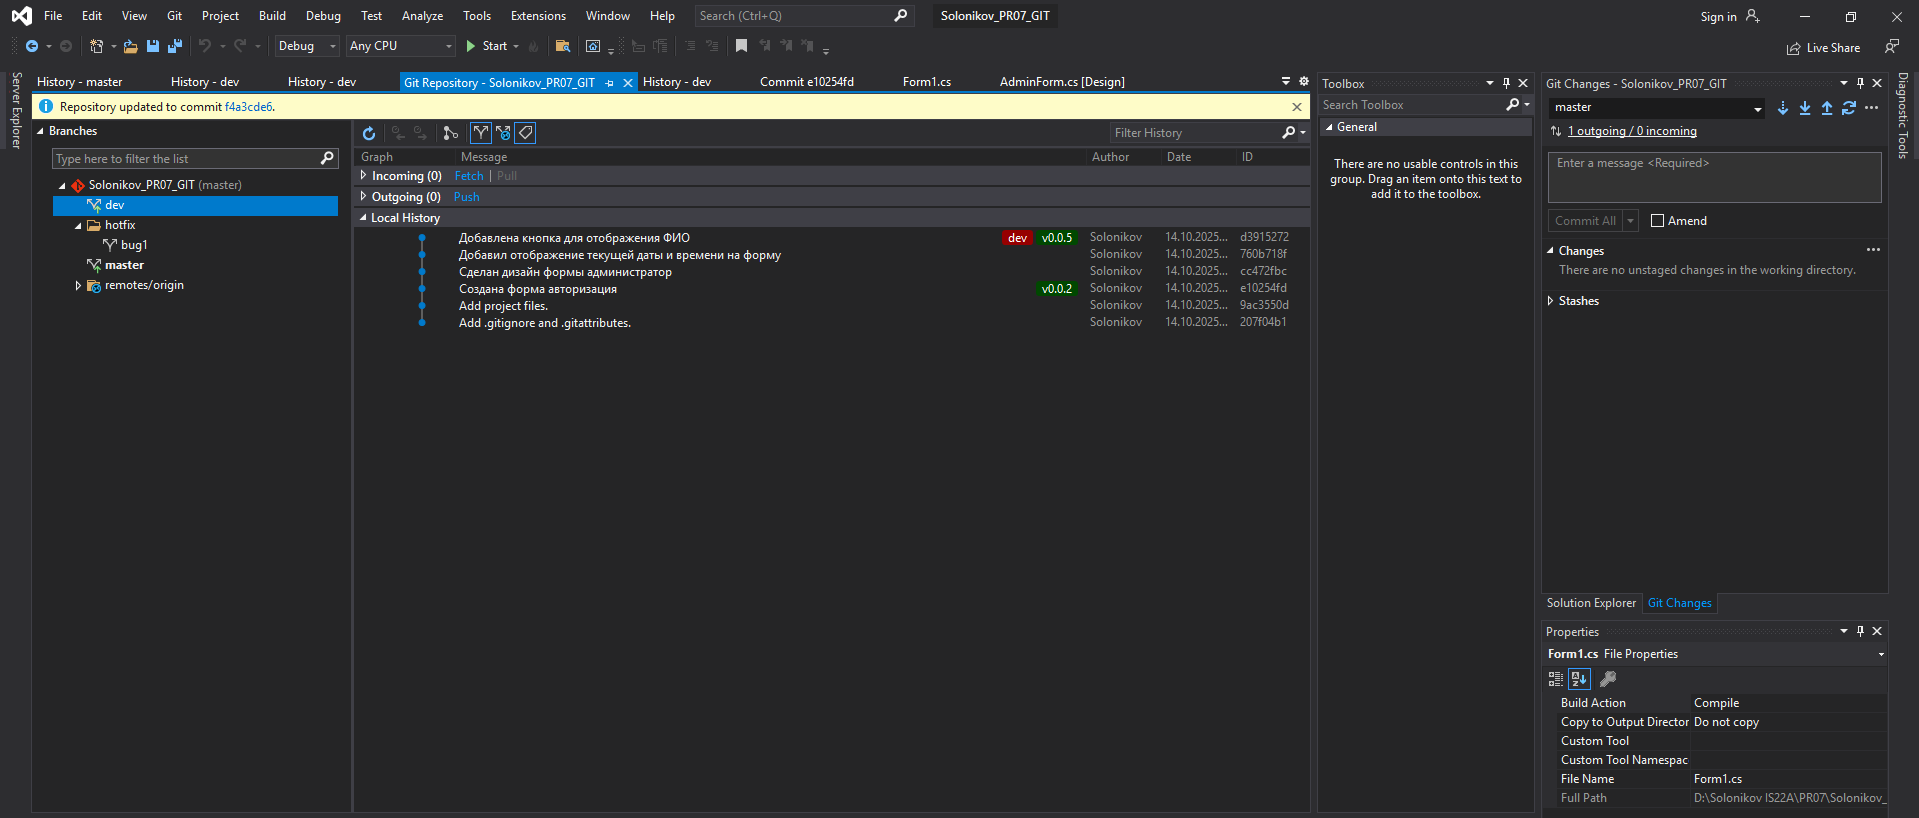 File Edit View Git Project Build Debug Test Analyze Tools Extensions Window Help Search (Ctrl+Q) Solonikov_PR07_GIT Sign in
Debug Any CPU Start Live Share
Server Explorer
History - master History - dev History - dev Git Repository - Solonikov_PR07_GIT History - dev Commit e10254fd Form1.cs AdminForm.cs [Design]
Repository updated to commit f4a3cde6.
Branches
Type here to filter the list
Solonikov_PR07_GIT (master)
dev
hotfix
bug1
master
remotes/origin
Filter History
Graph Message Author Date ID
Incoming (0) Fetch | Pull
Outgoing (0) Push
Local History
Добавлена кнопка для отображения ФИО dev v0.0.5 Solonikov 14.10.2025... d3915272
Добавил отображение текущей даты и времени на форму Solonikov 14.10.2025... 760b718f
Сделан дизайн формы администратор Solonikov 14.10.2025... cc472fbc
Создана форма авторизация v0.0.2 Solonikov 14.10.2025... e10254fd
Add project files. Solonikov 14.10.2025... 9ac3550d
Add .gitignore and .gitattributes. Solonikov 14.10.2025... 207f04b1
Toolbox
Search Toolbox
General
There are no usable controls in this
group. Drag an item onto this text to
add it to the toolbox.
Git Changes - Solonikov_PR07_GIT
master
1 outgoing / 0 incoming
Enter a message <Required>
Commit All Amend
Changes
There are no unstaged changes in the working directory.
Stashes
Solution Explorer Git Changes
Properties
Form1.cs File Properties
Build Action Compile
Copy to Output Director Do not copy
Custom Tool
Custom Tool Namespac
File Name Form1.cs
Full Path D:\Solonikov IS22A\PR07\Solonikov_
Diagnostic Tools